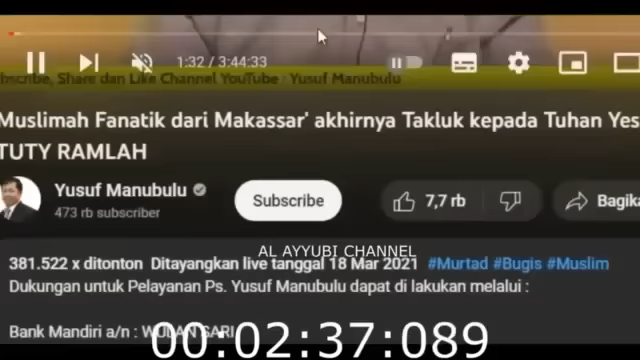 1:32 / 3:44:33
bscribe, Share dan Like Channel YouTube : Yusuf Manubulu
Muslimah Fanatik dari Makassar' akhirnya Takluk kepada Tuhan Yes
TUTY RAMLAH
Yusuf Manubulu
473 rb subscriber
Subscribe
7,7 rb
Bagika
AL AYYUBI CHANNEL
381.522 x ditonton Ditayangkan live tanggal 18 Mar 2021 #Murtad #Bugis #Muslim
Dukungan untuk Pelayanan Ps. Yusuf Manubulu dapat di lakukan melalui :
Bank Mandiri a/n : WULAN SARI
00:02:37:089